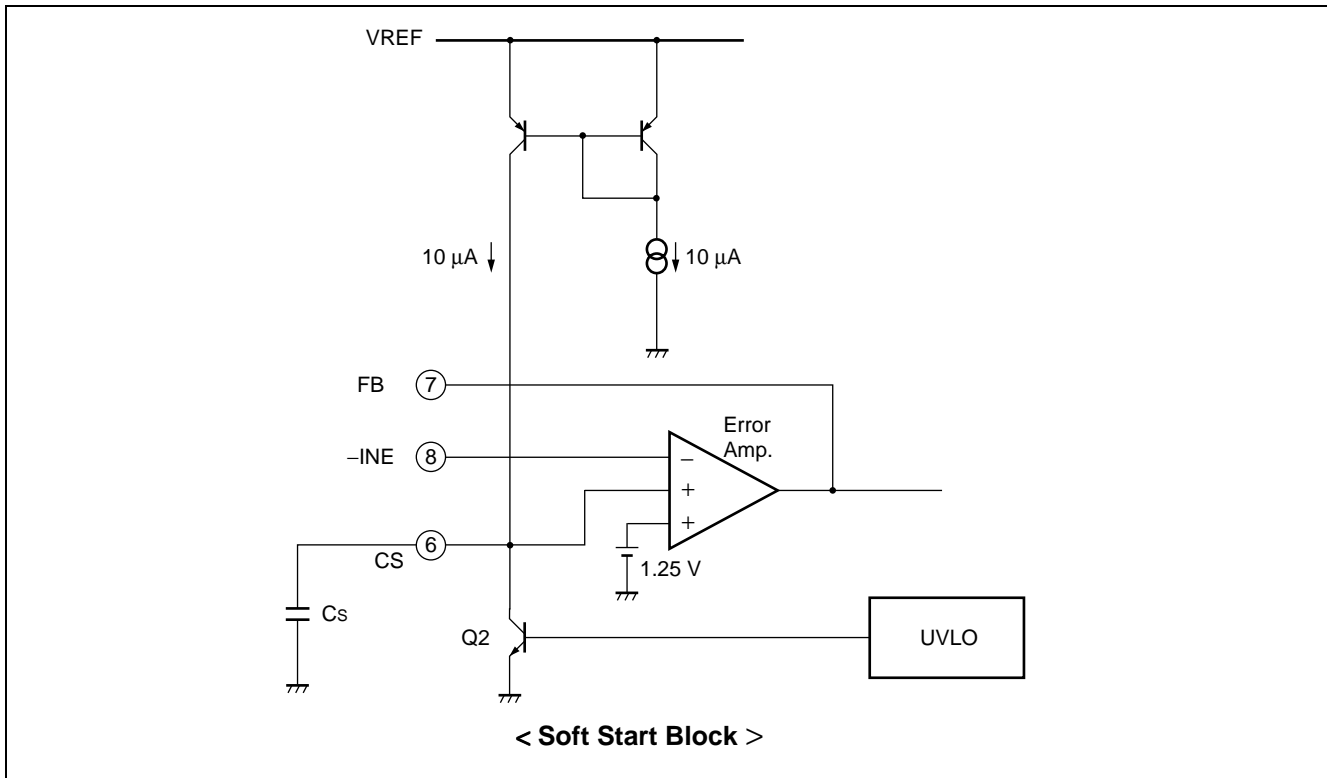 VREF
10 µA
10 µA
FB
7
Error
Amp.
−INE
8
−
+
+
CS
6
1.25 V
Cs
Q2
UVLO
< Soft Start Block >